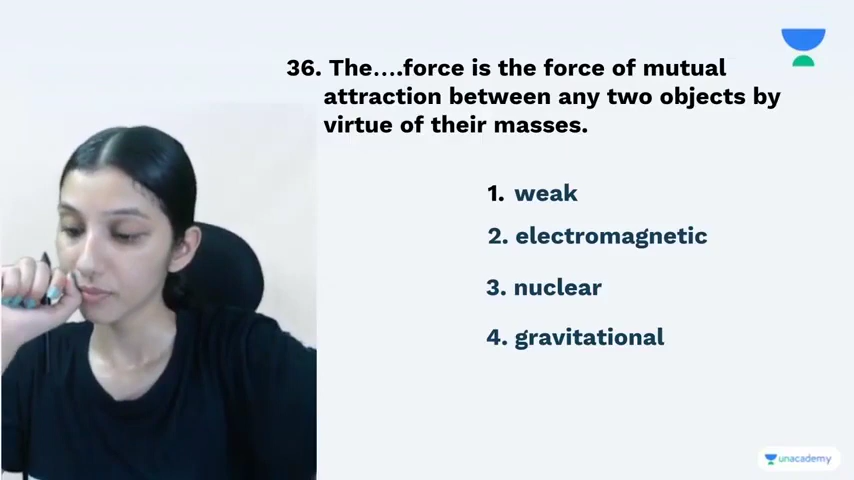 36. The....force is the force of mutual
attraction between any two objects by
virtue of their masses.
1. weak
2. electromagnetic
3. nuclear
4. gravitational
unacademy